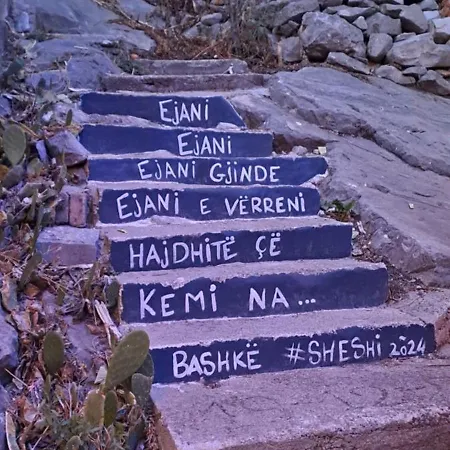 EJANI
EJANI
EJANI GJINDE
EJANI E VËRRENI
HAJDHITË ÇË
KEMI NA...
BASHKË #SHESHI 2024